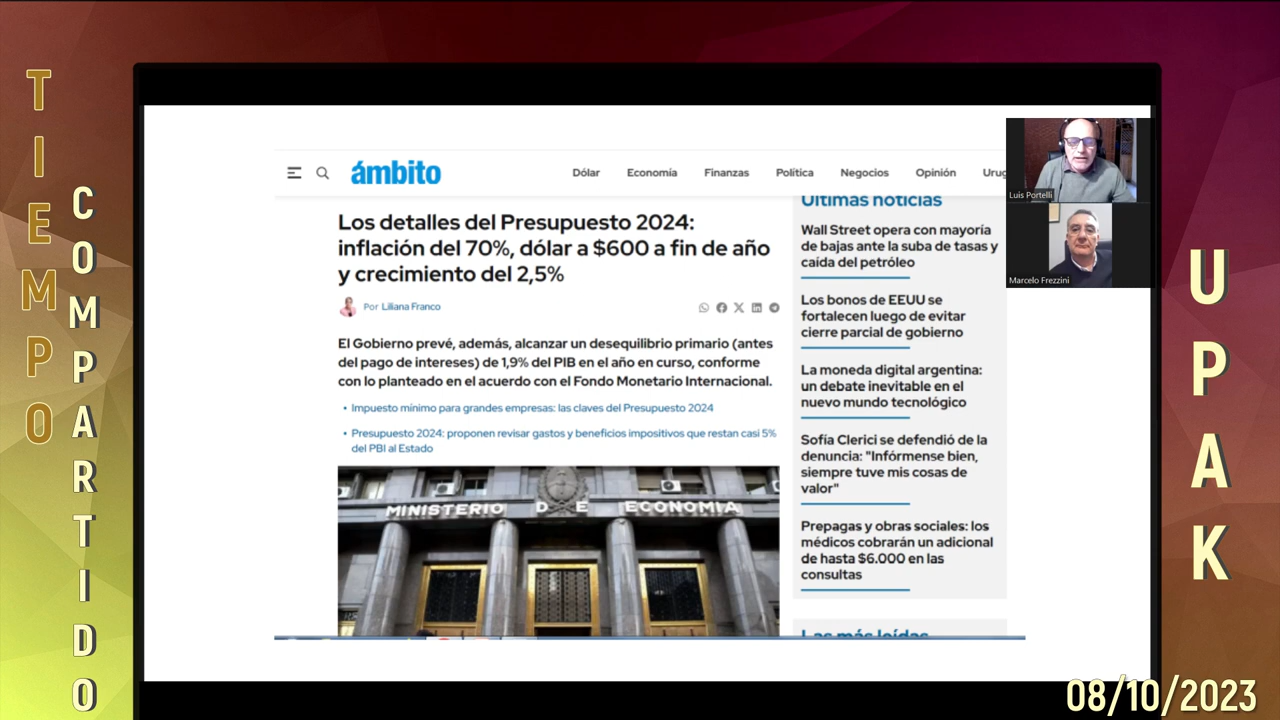 TIEMPO
COMPARTIDO
ámbito
Dólar Economía Finanzas Política Negocios Opinión
Los detalles del Presupuesto 2024:
inflación del 70%, dólar a $600 a fin de año
y crecimiento del 2,5%
Por Liliana Franco
El Gobierno prevé, además, alcanzar un desequilibrio primario (antes
del pago de intereses) de 1,9% del PIB en el año en curso, conforme
con lo planteado en el acuerdo con el Fondo Monetario Internacional.
• Impuesto mínimo para grandes empresas: las claves del Presupuesto 2024
• Presupuesto 2024: proponen revisar gastos y beneficios impositivos que restan casi 5%
del PBI al Estado
MINISTERIO DE ECONOMIA
Últimas noticias
Wall Street opera con mayoría
de bajas ante la suba de tasas y
caída del petróleo
Los bonos de EEUU se
fortalecen luego de evitar
cierre parcial de gobierno
La moneda digital argentina:
un debate inevitable en el
nuevo mundo tecnológico
Sofía Clerici se defendió de la
denuncia: "Infórmense bien,
siempre tuve mis cosas de
valor"
Prepagas y obras sociales: los
médicos cobrarán un adicional
de hasta $6.000 en las
consultas
Las más leídas
Luis Portelli
Marcelo Frezzini
UPAK
08/10/2023